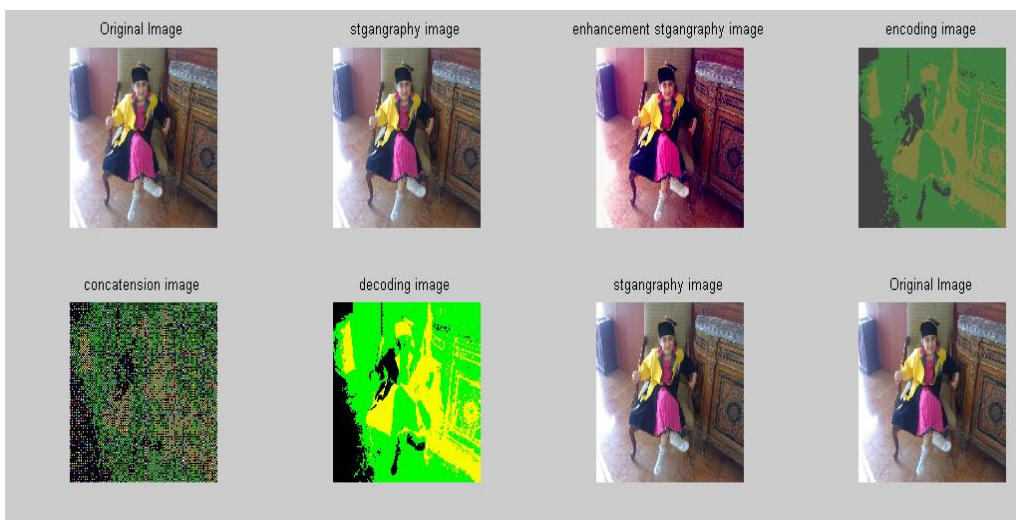 Original Image
stgangraphy image
enhancement stgangraphy image
encoding image
concatension image
decoding image
stgangraphy image
Original Image